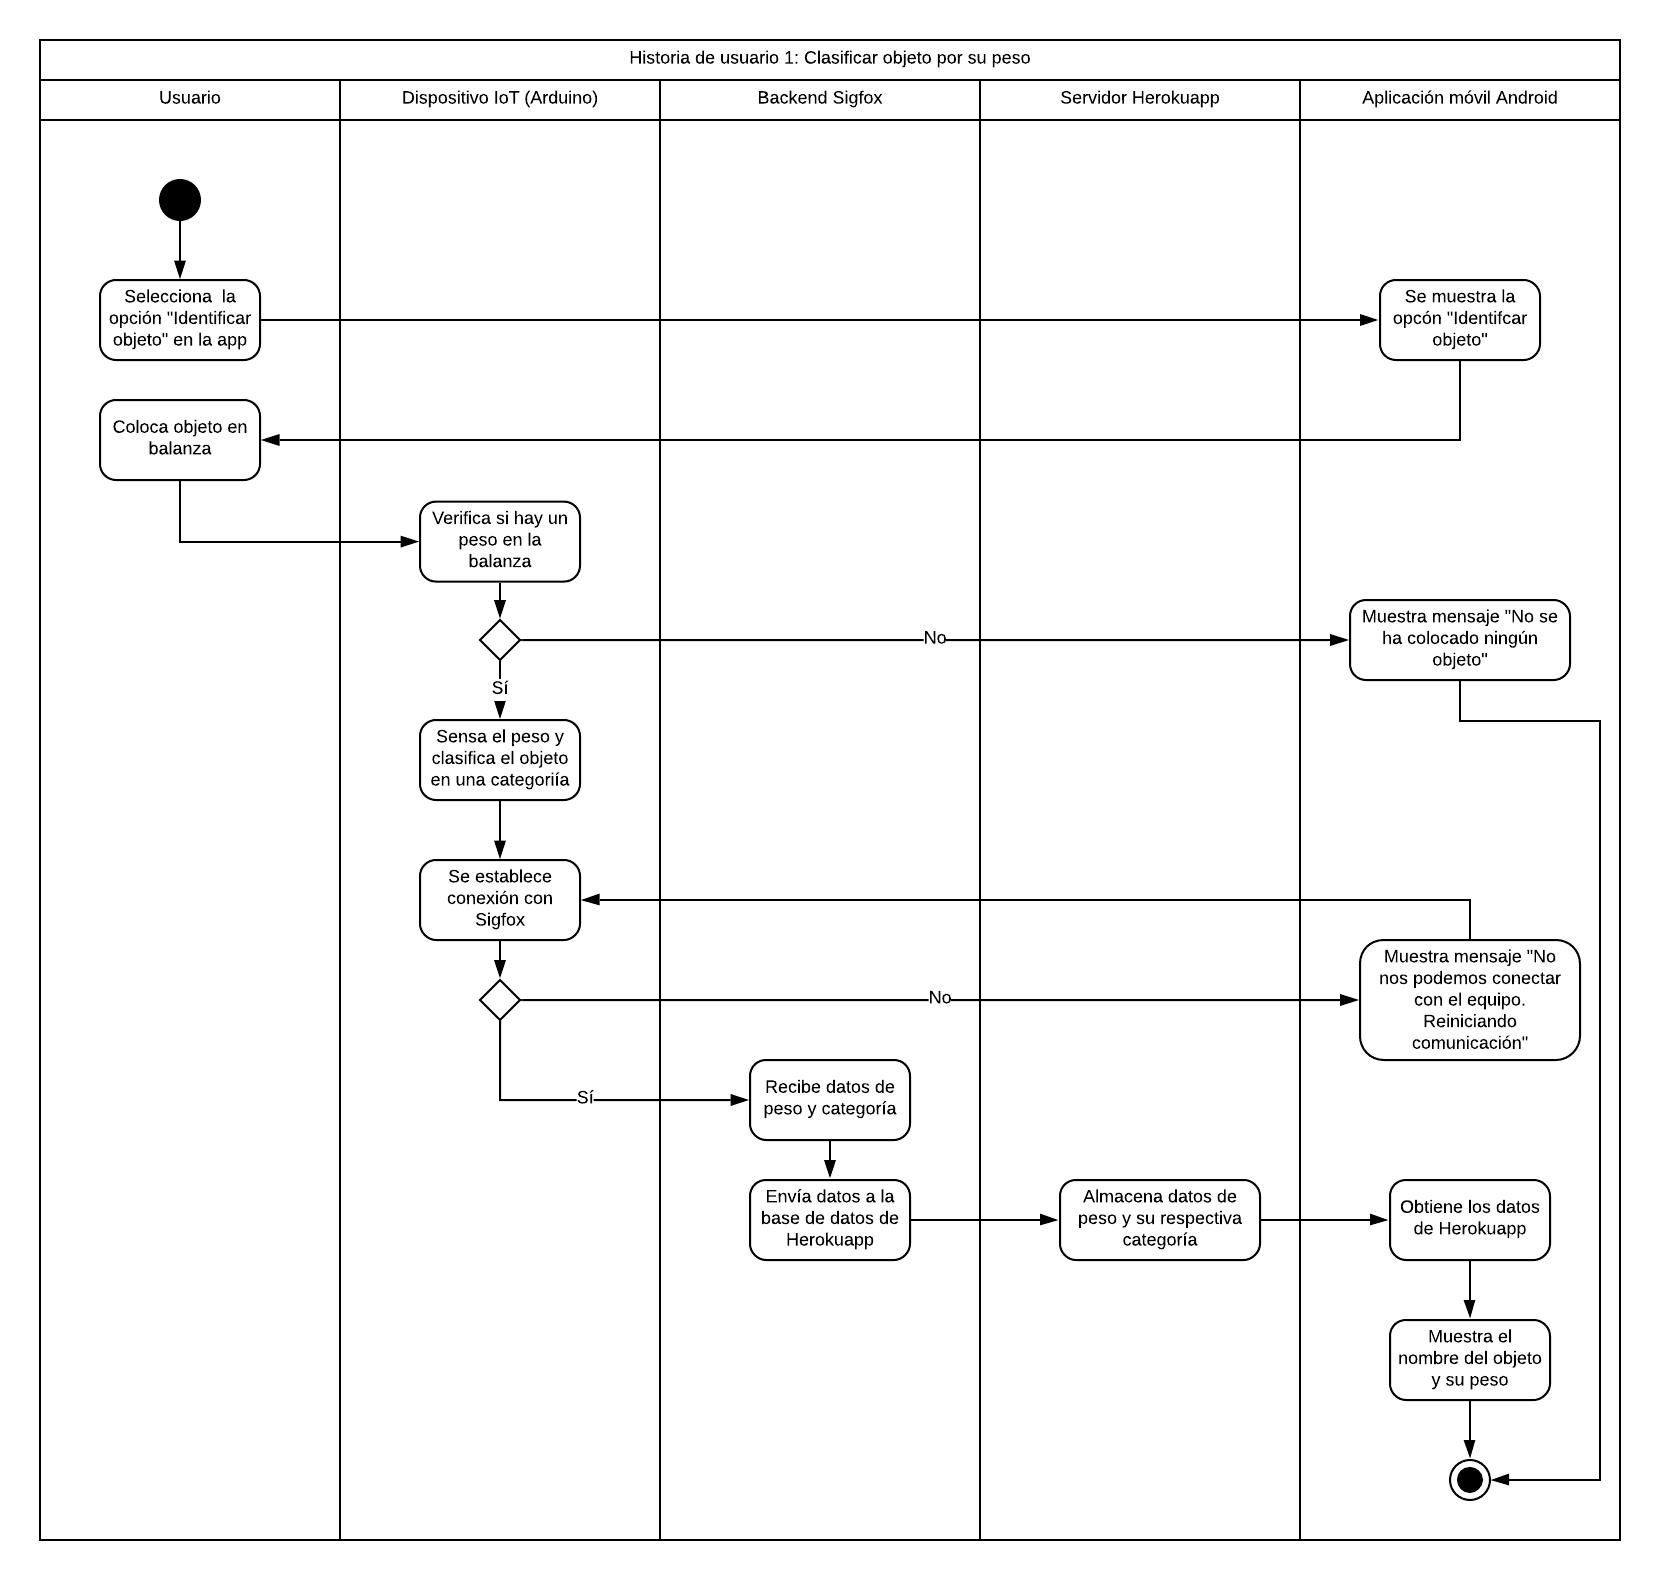 Historia de usuario 1: Clasificar objeto por su peso
Usuario
Dispositivo IoT (Arduino)
Backend Sigfox
Servidor Herokuapp
Aplicación móvil Android
Selecciona  la
opción "Identificar
objeto" en la app
Se muestra la
opcón "Identifcar
objeto"
Coloca objeto en
balanza
Verifica si hay un
peso en la
balanza
No
Muestra mensaje "No se
ha colocado ningún
objeto"
Sí
Sensa el peso y
clasifica el objeto
en una categoriía
Se establece
conexión con
Sigfox
No
Muestra mensaje "No
nos podemos conectar
con el equipo.
Reiniciando
comunicación"
Sí
Recibe datos de
peso y categoría
Envía datos a la
base de datos de
Herokuapp
Almacena datos de
peso y su respectiva
categoría
Obtiene los datos
de Herokuapp
Muestra el
nombre del objeto
y su peso